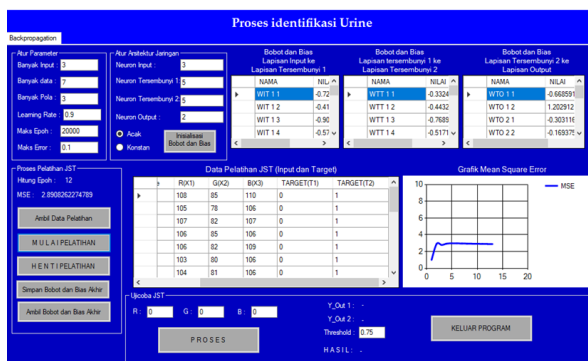 Proses identifikasi Urine
Backpropagation
Atur Parameter
Banyak Input : 3
Banyak data : 7
Banyak Pola : 3
Learning Rate : 0.9
Maks Epoh : 20000
Maks Error : 0.1
Atur Arsitektur Jaringan
Neuron Input : 3
Neuron Tersembunyi 1: 5
Neuron Tersembunyi 2: 5
Neuron Output : 2
Acak
Konstan
Inisialisasi
Bobot dan Bias
Bobot dan Bias
Lapisan Input ke
Lapisan Tersembunyi 1
NAMA NIL
WIT 1 1 -0.72
WIT 1 2 -0.41
WIT 1 3 -0.90
WIT 1 4 -0.57
Bobot dan Bias
Lapisan tersembunyi 1 ke
Lapisan Tersembunyi 2
NAMA NILAI
WTT 1 1 -0.3324
WTT 1 2 -0.4432
WTT 1 3 -0.7689
WTT 1 4 -0.5171
Bobot dan Bias
Lapisan Tersembunyi 2 ke
Lapisan Output
NAMA NILAI
WTO 1 1 -0.668591
WTO 1 2 1.202912
WTO 2 1 -0.303116
WTO 2 2 -0.169375
Proses Pelatihan JST
Hitung Epoh : 12
MSE : 2.8908262274789
Ambil Data Pelatihan
M U L A I PELATIHAN
H E N T I PELATIHAN
Simpan Bobot dan Bias Akhir
Ambil Bobot dan Bias Akhir
Data Pelatihan JST (Input dan Target)
R(X1) G(X2) B(X3) TARGET(T1) TARGET(T2)
108 85 110 0 1
105 78 106 0 1
107 82 107 0 1
106 85 106 0 1
106 82 109 0 1
103 80 106 0 1
104 81 106 0 1
Grafik Mean Square Error
10
8
6
4
2
0
0 5 10 15 20
MSE
Ujicoba JST
R : 0 G : 0 B : 0
P R O S E S
Y_Out 1 : -
Y_Out 2 : -
Threshold : 0.75
H A S I L : -
KELUAR PROGRAM